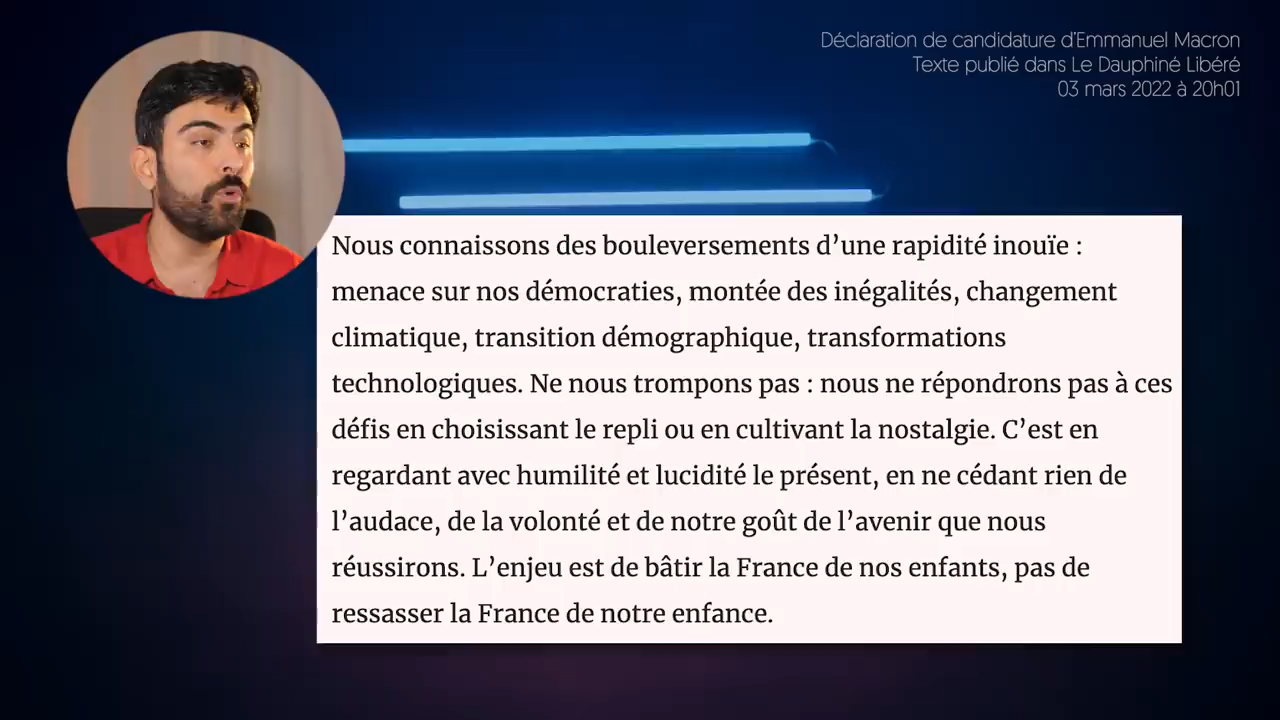 Déclaration de candidature d'Emmanuel Macron
Texte publié dans Le Dauphiné Libéré
03 mars 2022 à 20h01
Nous connaissons des bouleversements d’une rapidité inouïe :
menace sur nos démocraties, montée des inégalités, changement
climatique, transition démographique, transformations
technologiques. Ne nous trompons pas : nous ne répondrons pas à ces
défis en choisissant le repli ou en cultivant la nostalgie. C’est en
regardant avec humilité et lucidité le présent, en ne cédant rien de
l’audace, de la volonté et de notre goût de l’avenir que nous
réussirons. L’enjeu est de bâtir la France de nos enfants, pas de
ressasser la France de notre enfance.